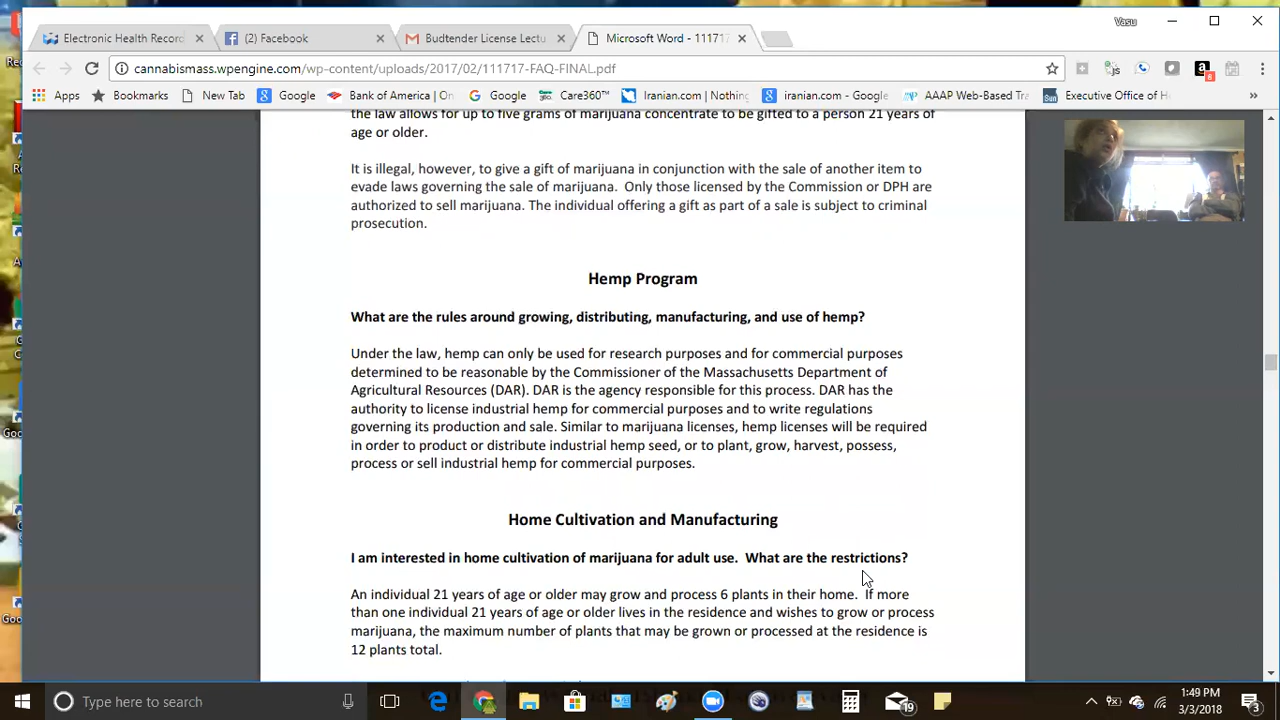 Vasu
Electronic Health Record
(2) Facebook
Budtender License Lectu
Microsoft Word - 111717
cannabismass.wpengine.com/wp-content/uploads/2017/02/111717-FAQ-FINAL.pdf
js
8
Apps
Bookmarks
New Tab
Google
Bank of America | On
Google
Care360™
Iranian.com | Nothing
iranian.com - Google
AAAP Web-Based Tra
Sun
Executive Office of He
»
the law allows for up to five grams of marijuana concentrate to be gifted to a person 21 years of
age or older.
It is illegal, however, to give a gift of marijuana in conjunction with the sale of another item to
evade laws governing the sale of marijuana.  Only those licensed by the Commission or DPH are
authorized to sell marijuana. The individual offering a gift as part of a sale is subject to criminal
prosecution.
Hemp Program
What are the rules around growing, distributing, manufacturing, and use of hemp?
Under the law, hemp can only be used for research purposes and for commercial purposes
determined to be reasonable by the Commissioner of the Massachusetts Department of
Agricultural Resources (DAR). DAR is the agency responsible for this process. DAR has the
authority to license industrial hemp for commercial purposes and to write regulations
governing its production and sale. Similar to marijuana licenses, hemp licenses will be required
in order to product or distribute industrial hemp seed, or to plant, grow, harvest, possess,
process or sell industrial hemp for commercial purposes.
Home Cultivation and Manufacturing
I am interested in home cultivation of marijuana for adult use.  What are the restrictions?
An individual 21 years of age or older may grow and process 6 plants in their home.  If more
than one individual 21 years of age or older lives in the residence and wishes to grow or process
marijuana, the maximum number of plants that may be grown or processed at the residence is
12 plants total.
Type here to search
19
1:49 PM
3/3/2018
3